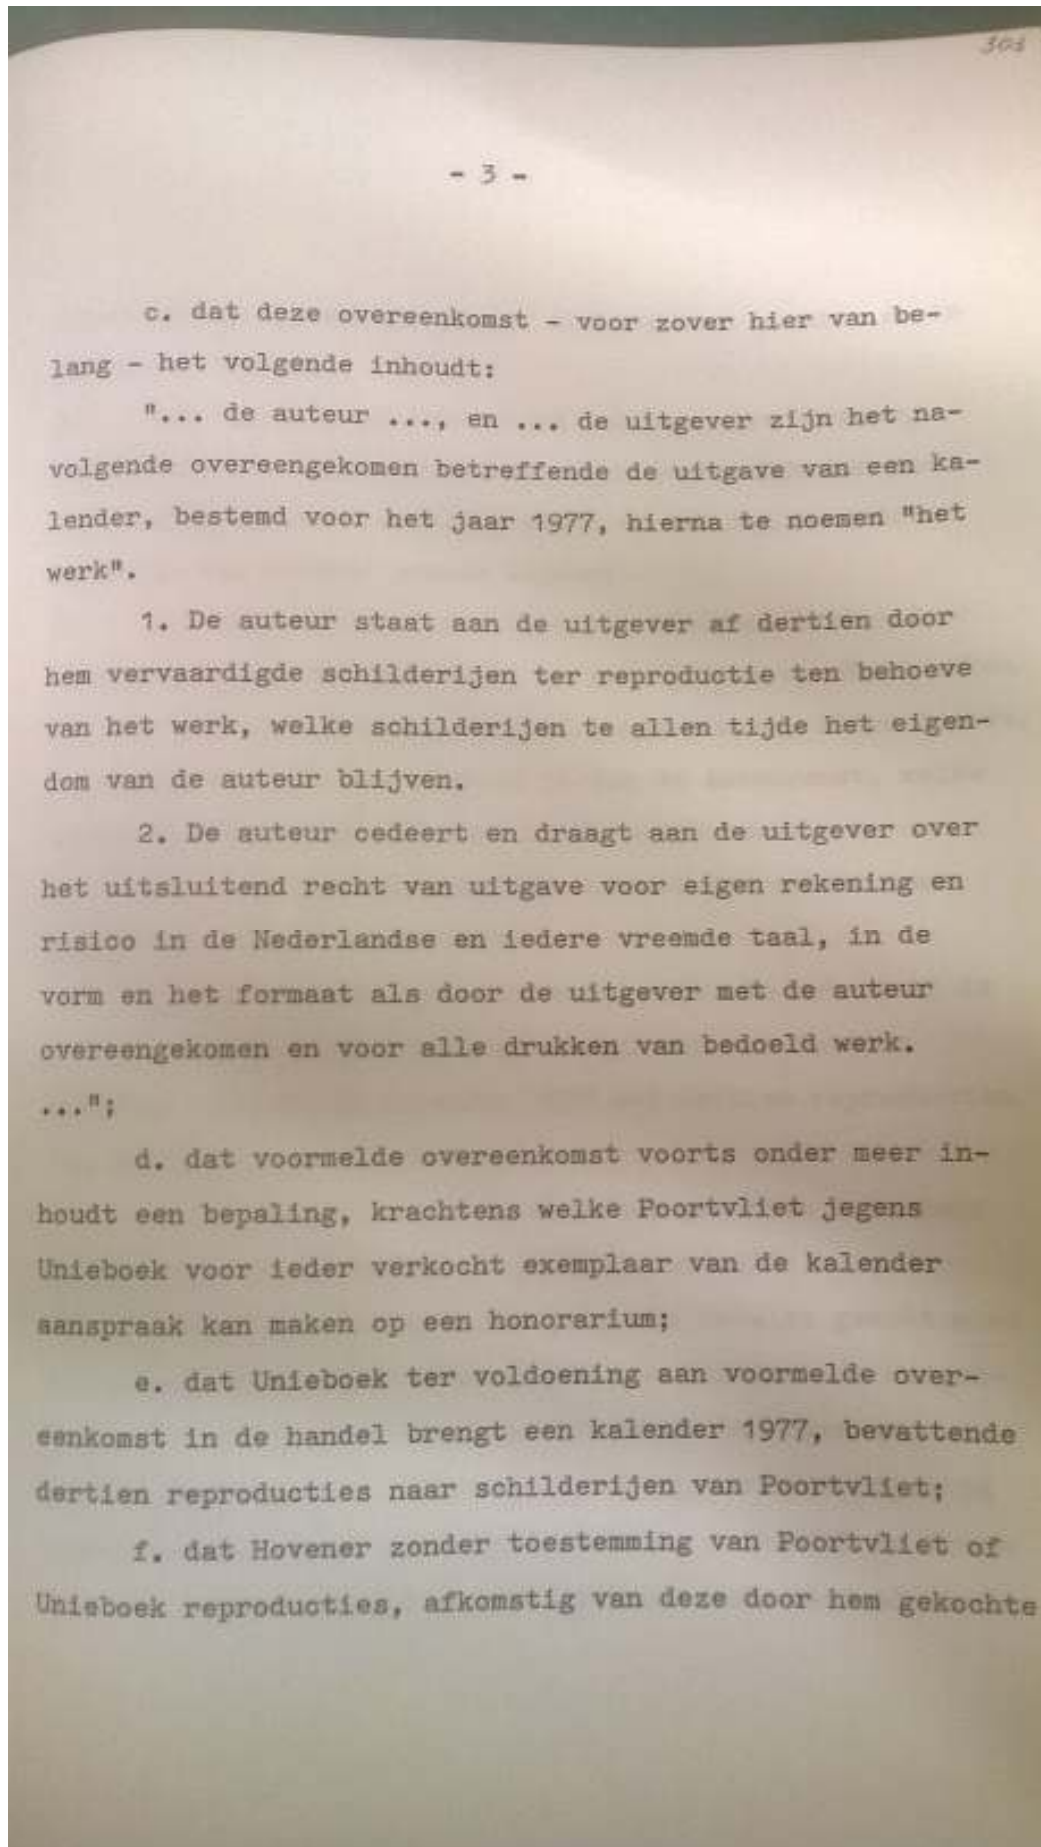 303
- 3 -
c. dat deze overeenkomst - voor zover hier van be-
lang - het volgende inhoudt:
"... de auteur ..., en ... de uitgever zijn het na-
volgende overeengekomen betreffende de uitgave van een ka-
lender, bestemd voor het jaar 1977, hierna te noemen "het
werk".
1. De auteur staat aan de uitgever af dertien door
hem vervaardigde schilderijen ter reproductie ten behoeve
van het werk, welke schilderijen te allen tijde het eigen-
dom van de auteur blijven.
2. De auteur cedeert en draagt aan de uitgever over
het uitsluitend recht van uitgave voor eigen rekening en
risico in de Nederlandse en iedere vreemde taal, in de
vorm en het formaat als door de uitgever met de auteur
overeengekomen en voor alle drukken van bedoeld werk.
...";
d. dat voormelde overeenkomst voorts onder meer in-
houdt een bepaling, krachtens welke Poortvliet jegens
Unieboek voor ieder verkocht exemplaar van de kalender
aanspraak kan maken op een honorarium;
e. dat Unieboek ter voldoening aan voormelde over-
eenkomst in de handel brengt een kalender 1977, bevattende
dertien reproducties naar schilderijen van Poortvliet;
f. dat Hovener zonder toestemming van Poortvliet of
Unieboek reproducties, afkomstig van deze door hem gekochte